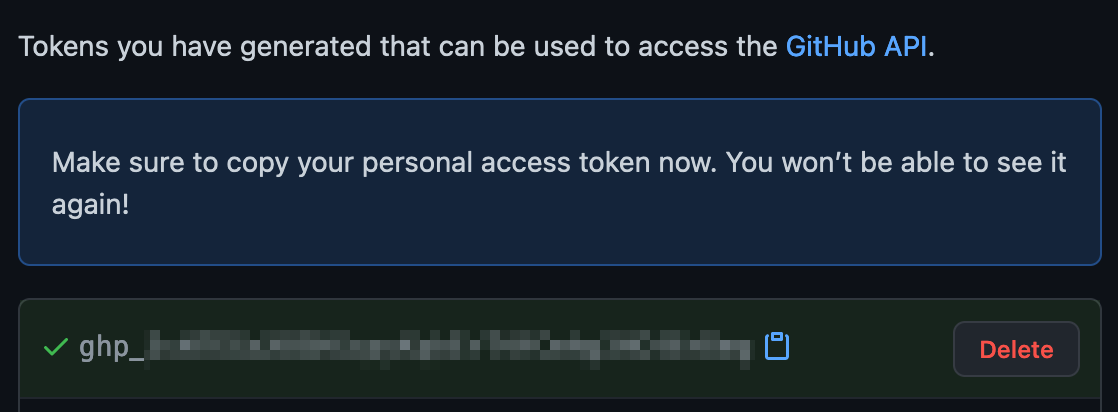 Tokens you have generated that can be used to access the GitHub API.
Make sure to copy your personal access token now. You won’t be able to see it
again!
ghp_
Delete